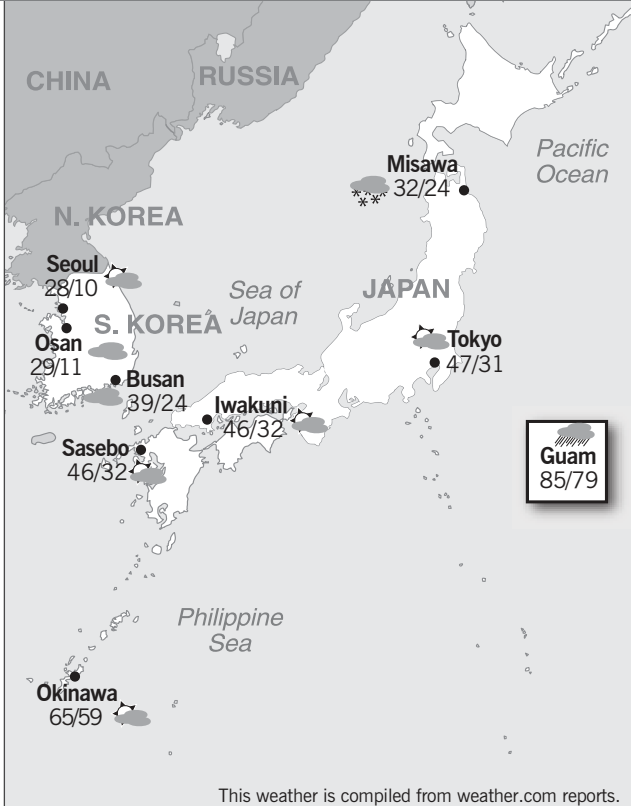 CHINA
RUSSIA
Pacific
Ocean
Misawa
32/24
N. KOREA
Seoul
28/10
Sea of
Japan
JAPAN
S. KOREA
Osan
29/11
Tokyo
47/31
Busan
39/24
Iwakuni
46/32
Sasebo
46/32
Guam
85/79
Philippine
Sea
Okinawa
65/59
This weather is compiled from weather.com reports.